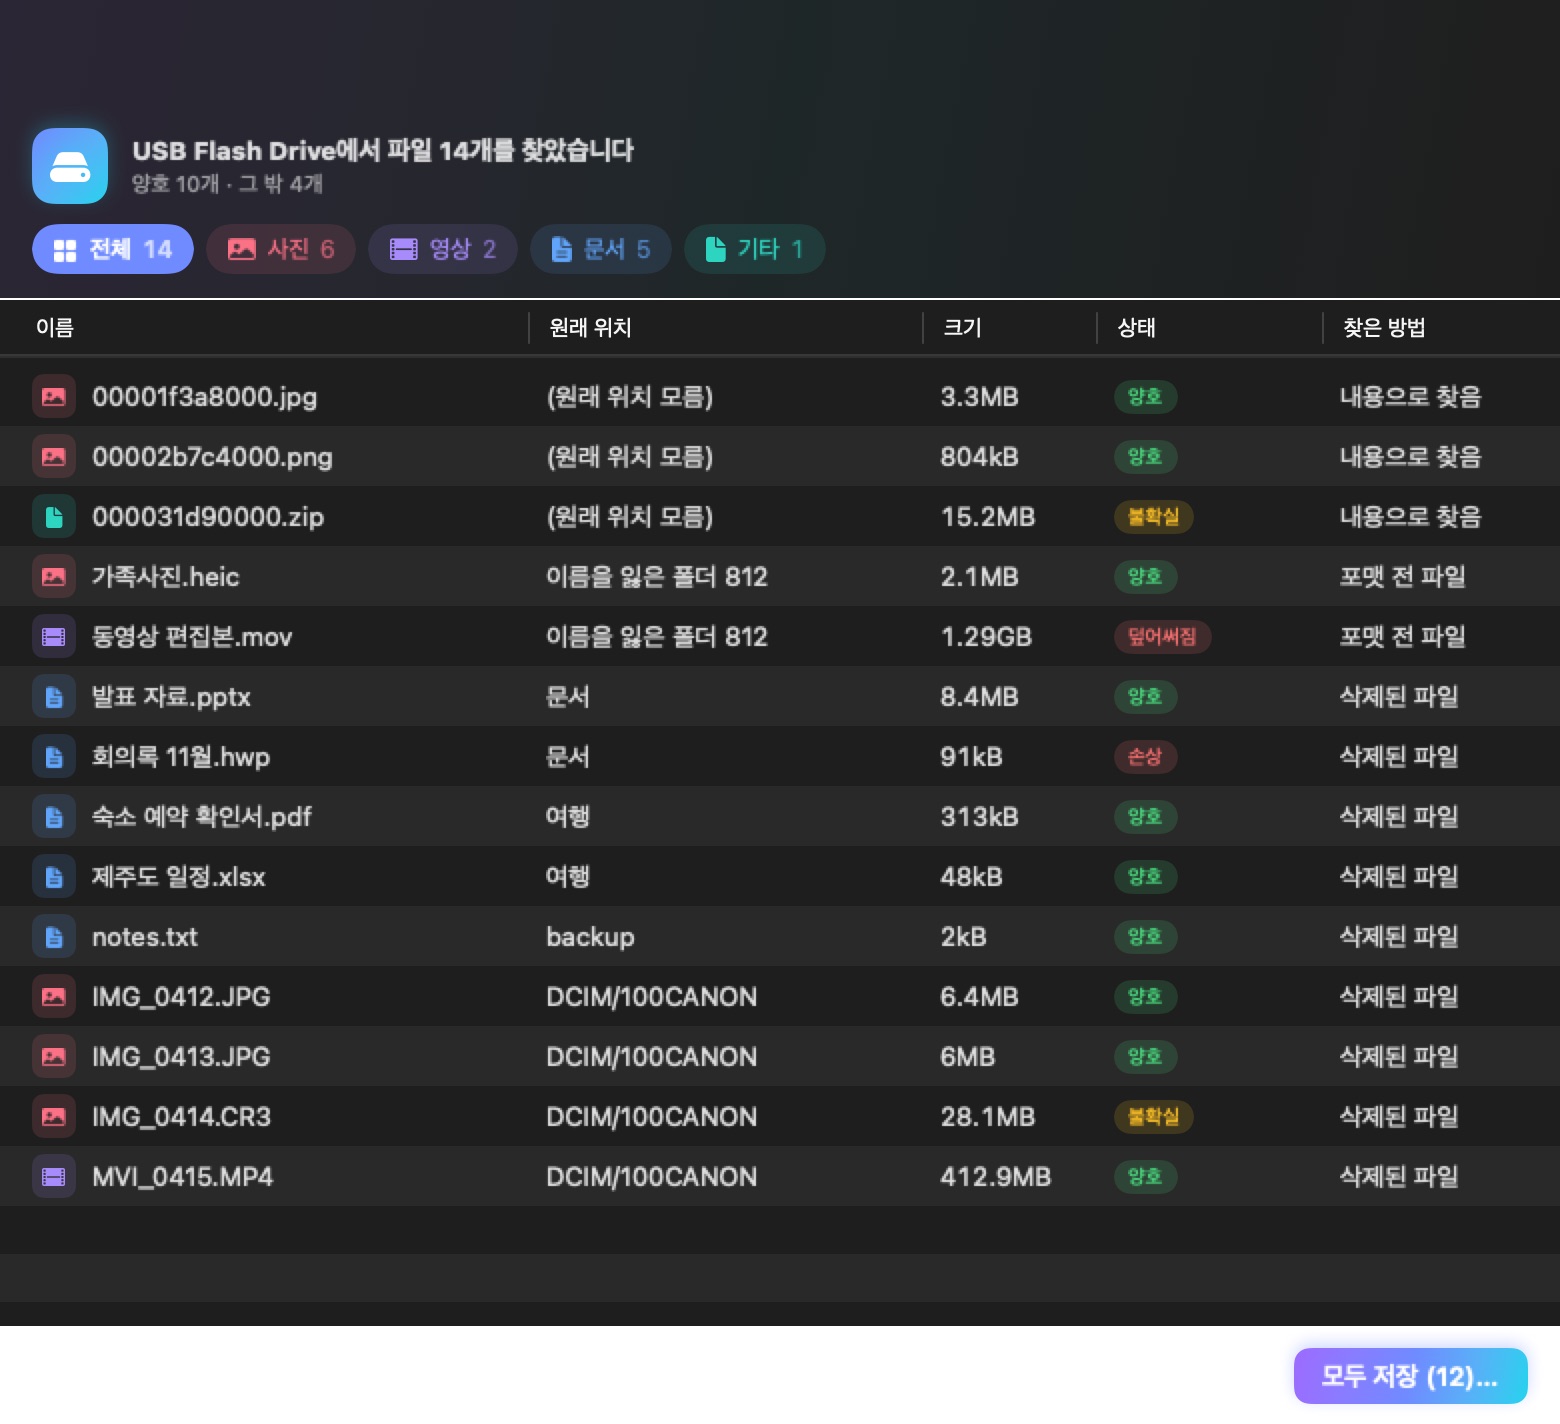 USB Flash Drive에서 파일 14개를 찾았습니다
양호 10개 · 그 밖 4개
전체 14 사진 6 영상 2 문서 5 기타 1
이름 원래 위치 크기 상태 찾은 방법
00001f3a8000.jpg (원래 위치 모름) 3.3MB 양호 내용으로 찾음
00002b7c4000.png (원래 위치 모름) 804kB 양호 내용으로 찾음
000031d90000.zip (원래 위치 모름) 15.2MB 불확실 내용으로 찾음
가족사진.heic 이름을 잃은 폴더 812 2.1MB 양호 포맷 전 파일
동영상 편집본.mov 이름을 잃은 폴더 812 1.29GB 덮어써짐 포맷 전 파일
발표 자료.pptx 문서 8.4MB 양호 삭제된 파일
회의록 11월.hwp 문서 91kB 손상 삭제된 파일
숙소 예약 확인서.pdf 여행 313kB 양호 삭제된 파일
제주도 일정.xlsx 여행 48kB 양호 삭제된 파일
notes.txt backup 2kB 양호 삭제된 파일
IMG_0412.JPG DCIM/100CANON 6.4MB 양호 삭제된 파일
IMG_0413.JPG DCIM/100CANON 6MB 양호 삭제된 파일
IMG_0414.CR3 DCIM/100CANON 28.1MB 불확실 삭제된 파일
MVI_0415.MP4 DCIM/100CANON 412.9MB 양호 삭제된 파일
모두 저장 (12)...